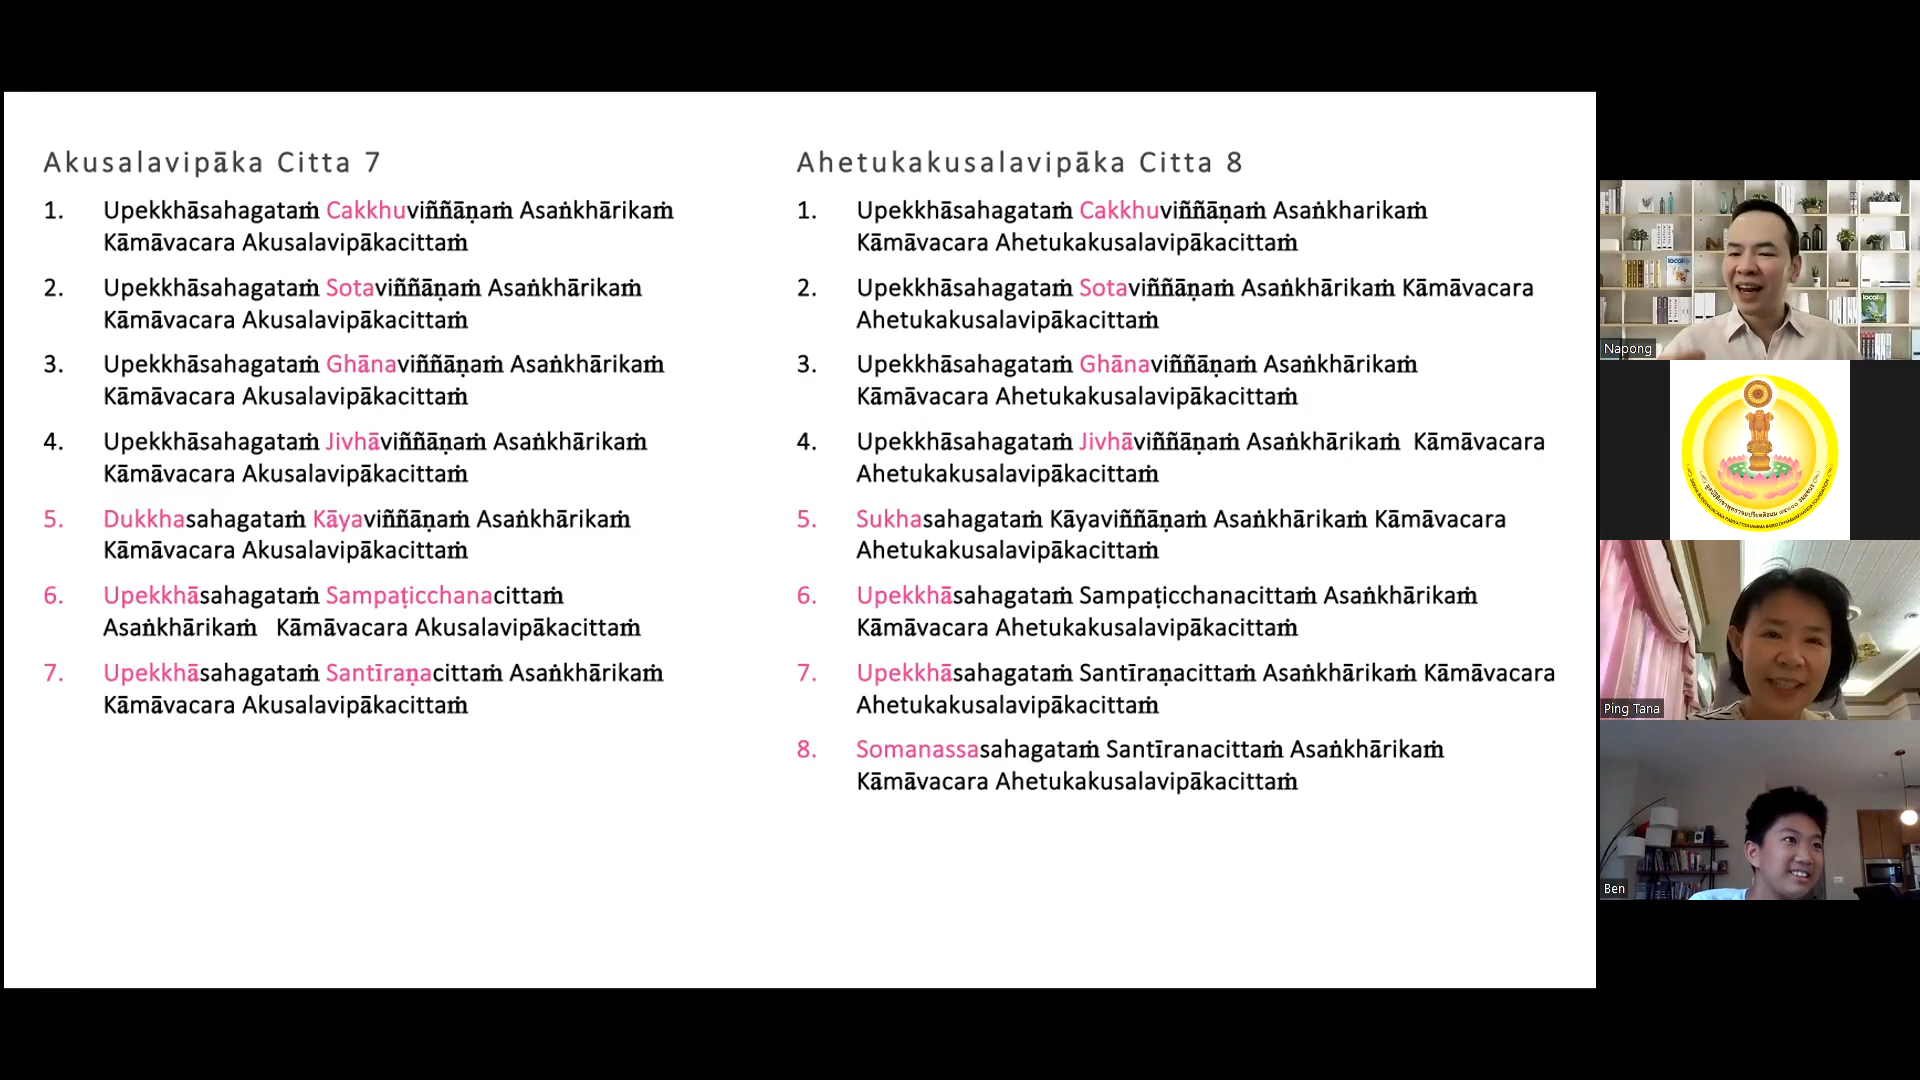 Akusalavipāka Citta 7
1. Upekkhāsahagataṁ Cakkhuviññāṇaṁ Asaṅkhārikaṁ
Kāmāvacara Akusalavipākacittaṁ
2. Upekkhāsahagataṁ Sotaviññāṇaṁ Asaṅkhārikaṁ
Kāmāvacara Akusalavipākacittaṁ
3. Upekkhāsahagataṁ Ghānaviññāṇaṁ Asaṅkhārikaṁ
Kāmāvacara Akusalavipākacittaṁ
4. Upekkhāsahagataṁ Jivhāviññāṇaṁ Asaṅkhārikaṁ
Kāmāvacara Akusalavipākacittaṁ
5. Dukkhasahagataṁ Kāyaviññāṇaṁ Asaṅkhārikaṁ
Kāmāvacara Akusalavipākacittaṁ
6. Upekkhāsahagataṁ Sampaṭicchanacittaṁ
Asaṅkhārikaṁ Kāmāvacara Akusalavipākacittaṁ
7. Upekkhāsahagataṁ Santīraṇacittaṁ Asaṅkhārikaṁ
Kāmāvacara Akusalavipākacittaṁ
Ahetukakusalavipāka Citta 8
1. Upekkhāsahagataṁ Cakkhuviññāṇaṁ Asaṅkharikaṁ
Kāmāvacara Ahetukakusalavipākacittaṁ
2. Upekkhāsahagataṁ Sotaviññāṇaṁ Asaṅkhārikaṁ Kāmāvacara
Ahetukakusalavipākacittaṁ
3. Upekkhāsahagataṁ Ghānaviññāṇaṁ Asaṅkhārikaṁ
Kāmāvacara Ahetukakusalavipākacittaṁ
4. Upekkhāsahagataṁ Jivhāviññāṇaṁ Asaṅkhārikaṁ Kāmāvacara
Ahetukakusalavipākacittaṁ
5. Sukhasahagataṁ Kāyaviññāṇaṁ Asaṅkhārikaṁ Kāmāvacara
Ahetukakusalavipākacittaṁ
6. Upekkhāsahagataṁ Sampaṭicchanacittaṁ Asaṅkhārikaṁ
Kāmāvacara Ahetukakusalavipākacittaṁ
7. Upekkhāsahagataṁ Santīraṇacittaṁ Asaṅkhārikaṁ Kāmāvacara
Ahetukakusalavipākacittaṁ
8. Somanassasahagataṁ Santīranacittaṁ Asaṅkhārikaṁ
Kāmāvacara Ahetukakusalavipākacittaṁ
local
local
Napong
Ping Tana
Ben